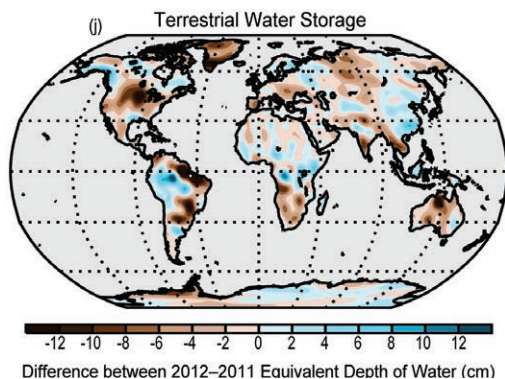 (j) Terrestrial Water Storage
-12 -10 -8 -6 -4 -2 0 2 4 6 8 10 12
Difference between 2012–2011 Equivalent Depth of Water (cm)